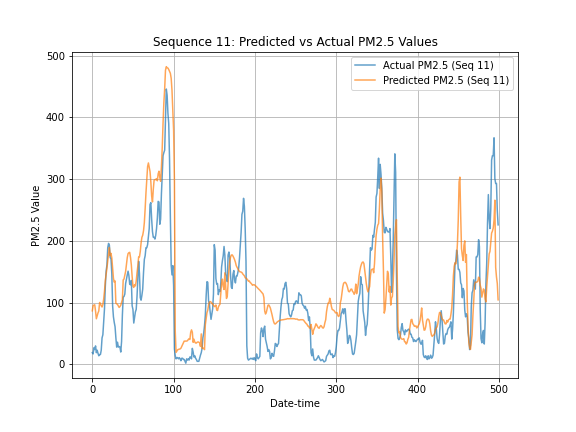 Sequence 11: Predicted vs Actual PM2.5 Values
Actual PM2.5 (Seq 11)
Predicted PM2.5 (Seq 11)
PM2.5 Value
500
400
300
200
100
0
0 100 200 300 400 500
Date-time